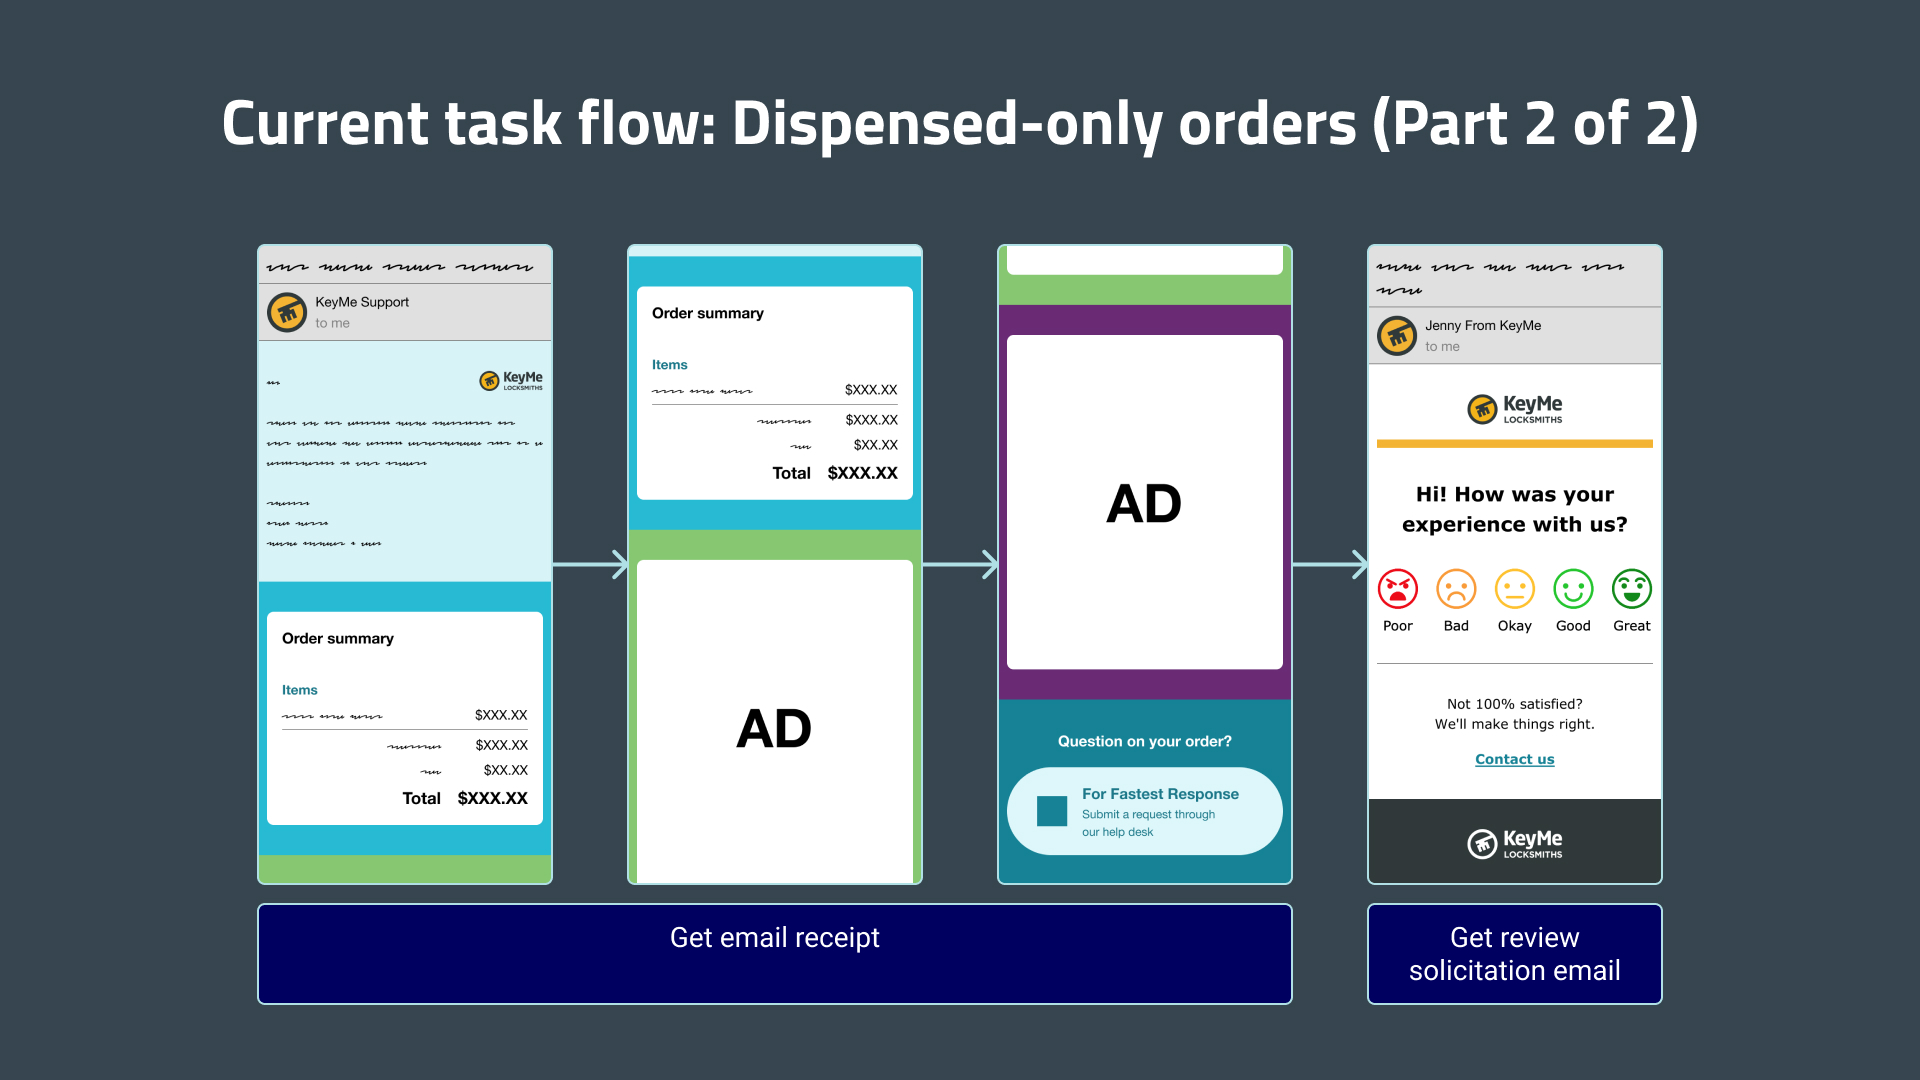 Current task flow: Dispensed-only orders (Part 2 of 2)
KeyMe Support
to me
KeyMe
LOCKSMITHS
Order summary
Items
$XXX.XX
$XXX.XX
$XX.XX
Total $XXX.XX
Order summary
Items
$XXX.XX
$XXX.XX
$XX.XX
Total $XXX.XX
AD
AD
Question on your order?
For Fastest Response
Submit a request through
our help desk
Jenny From KeyMe
to me
KeyMe
LOCKSMITHS
Hi! How was your
experience with us?
Poor Bad Okay Good Great
Not 100% satisfied?
We'll make things right.
Contact us
KeyMe
LOCKSMITHS
Get email receipt
Get review
solicitation email